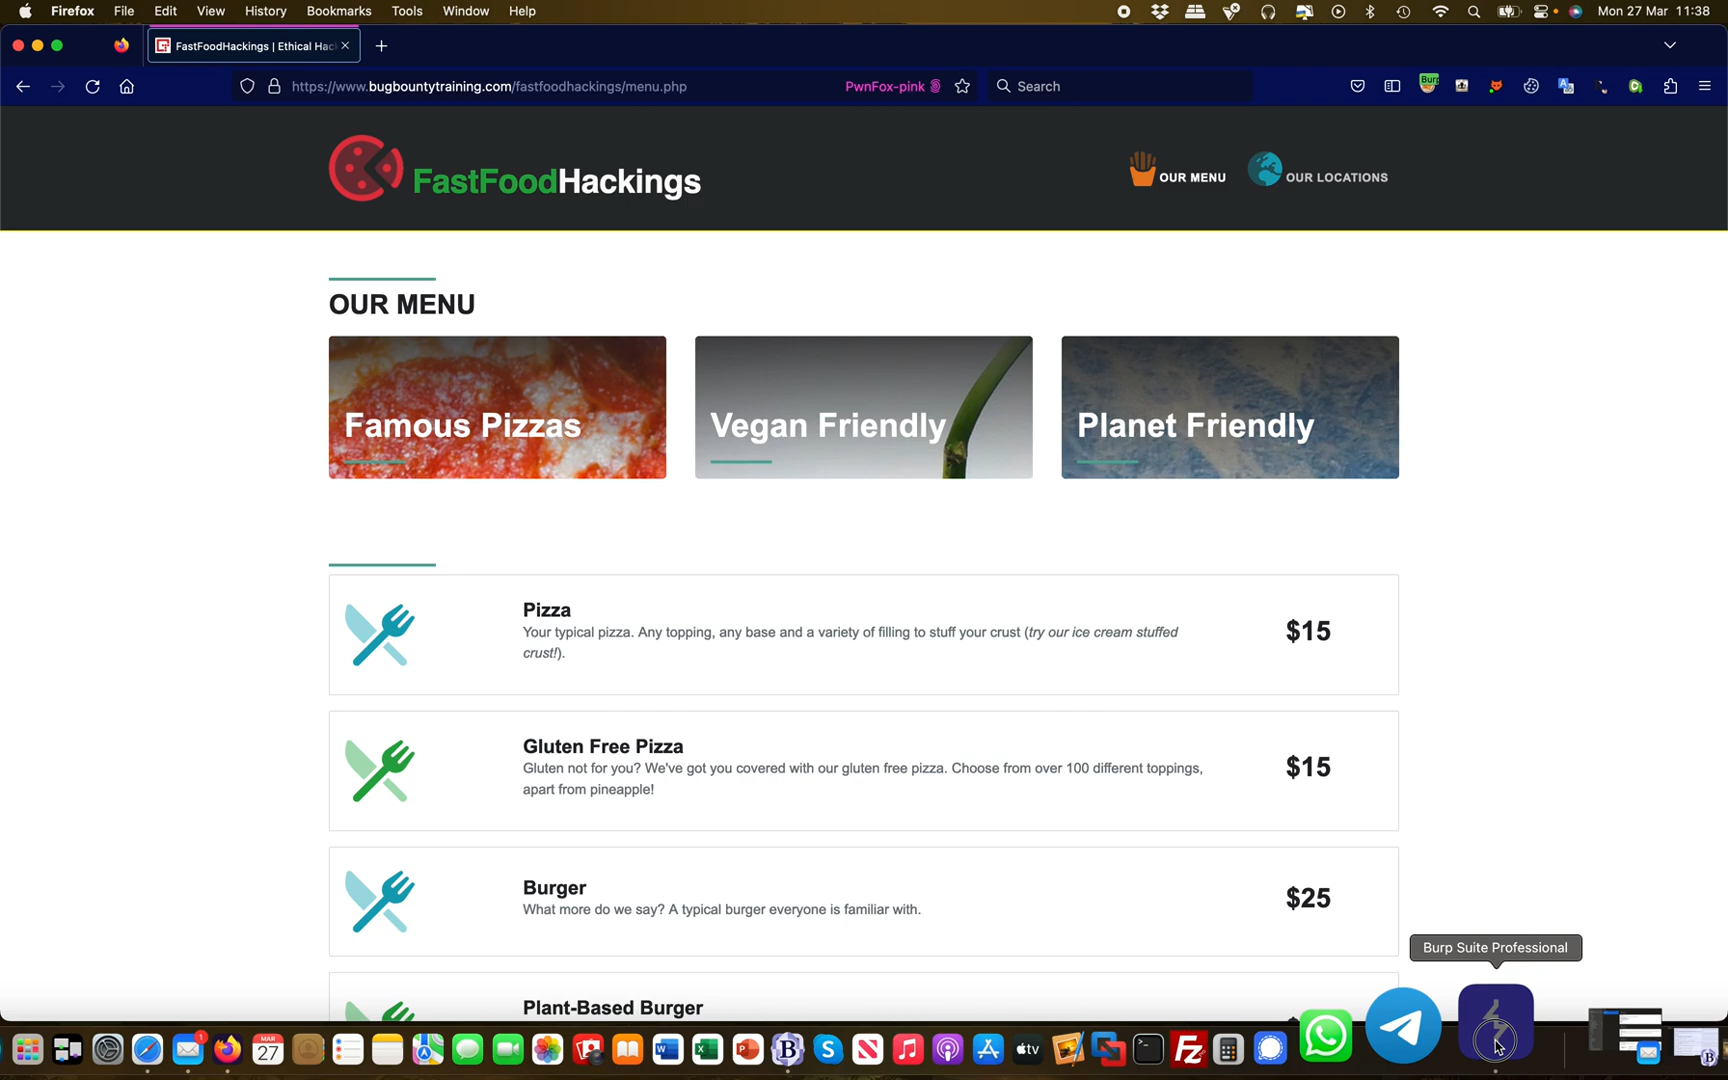 Firefox File Edit View History Bookmarks Tools Window Help Mon 27 Mar 11:38
FastFoodHackings | Ethical Hac
https://www.bugbountytraining.com/fastfoodhackings/menu.php PwnFox-pink Search Burp
FastFoodHackings OUR MENU OUR LOCATIONS
OUR MENU
Famous Pizzas Vegan Friendly Planet Friendly
Pizza
Your typical pizza. Any topping, any base and a variety of filling to stuff your crust (try our ice cream stuffed
crust!).
$15
Gluten Free Pizza
Gluten not for you? We've got you covered with our gluten free pizza. Choose from over 100 different toppings,
apart from pineapple!
$15
Burger
What more do we say? A typical burger everyone is familiar with.
$25
Burp Suite Professional
Plant-Based Burger
1 MAR
27
tv